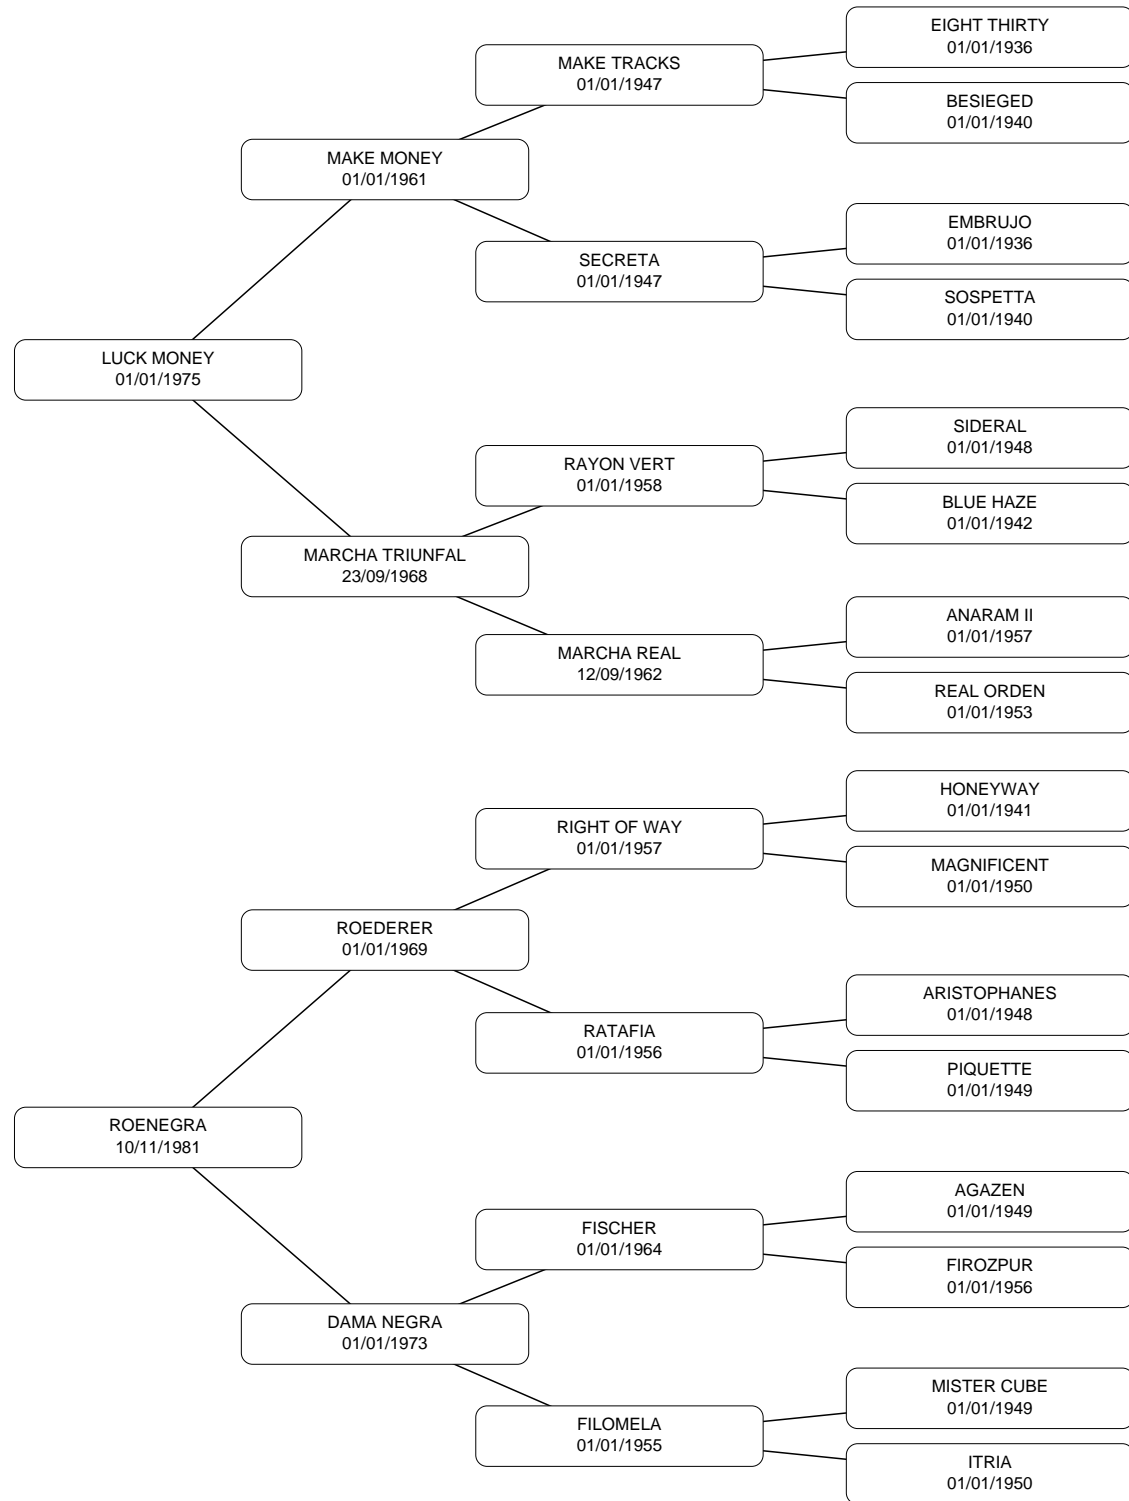 EIGHT THIRTY
01/01/1936
MAKE TRACKS
01/01/1947
BESIEGED
01/01/1940
MAKE MONEY
01/01/1961
EMBRUJO
01/01/1936
SECRETA
01/01/1947
SOSPETTA
01/01/1940
LUCK MONEY
01/01/1975
SIDERAL
01/01/1948
RAYON VERT
01/01/1958
BLUE HAZE
01/01/1942
MARCHA TRIUNFAL
23/09/1968
ANARAM II
01/01/1957
MARCHA REAL
12/09/1962
REAL ORDEN
01/01/1953
HONEYWAY
01/01/1941
RIGHT OF WAY
01/01/1957
MAGNIFICENT
01/01/1950
ROEDERER
01/01/1969
ARISTOPHANES
01/01/1948
RATAFIA
01/01/1956
PIQUETTE
01/01/1949
ROENEGRA
10/11/1981
AGAZEN
01/01/1949
FISCHER
01/01/1964
FIROZPUR
01/01/1956
DAMA NEGRA
01/01/1973
MISTER CUBE
01/01/1949
FILOMELA
01/01/1955
ITRIA
01/01/1950